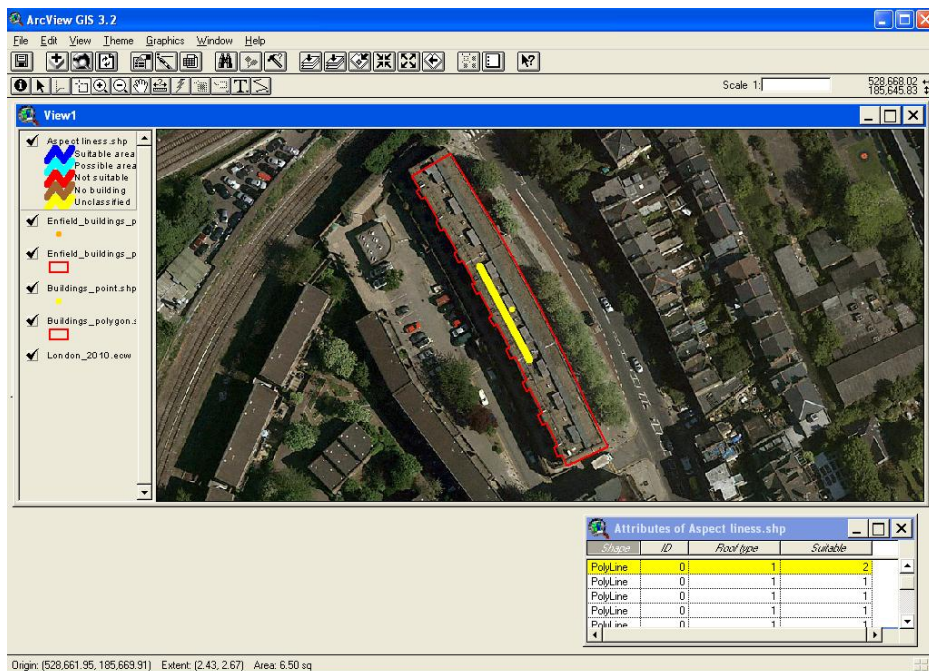 ArcView GIS 3.2
File Edit View Theme Graphics Window Help
Scale 1:
528,668.02
185,645.83
View1
Aspect liness.shp
Suitable area
Possible area
Not suitable
No building
Unclassified
Enfield_buildings_p
Enfield_buildings_p
Buildings_point.shp
Buildings_polygon.s
London_2010.ecw
Attributes of Aspect liness.shp
Shape ID Roof type Suitable
PolyLine 0 1 2
PolyLine 0 1 1
PolyLine 0 1 1
PolyLine 0 1 1
PolyLine 0 1 1
Origin: (528,661.95, 185,669.91) Extent: (2.43, 2.67) Area: 6.50 sq